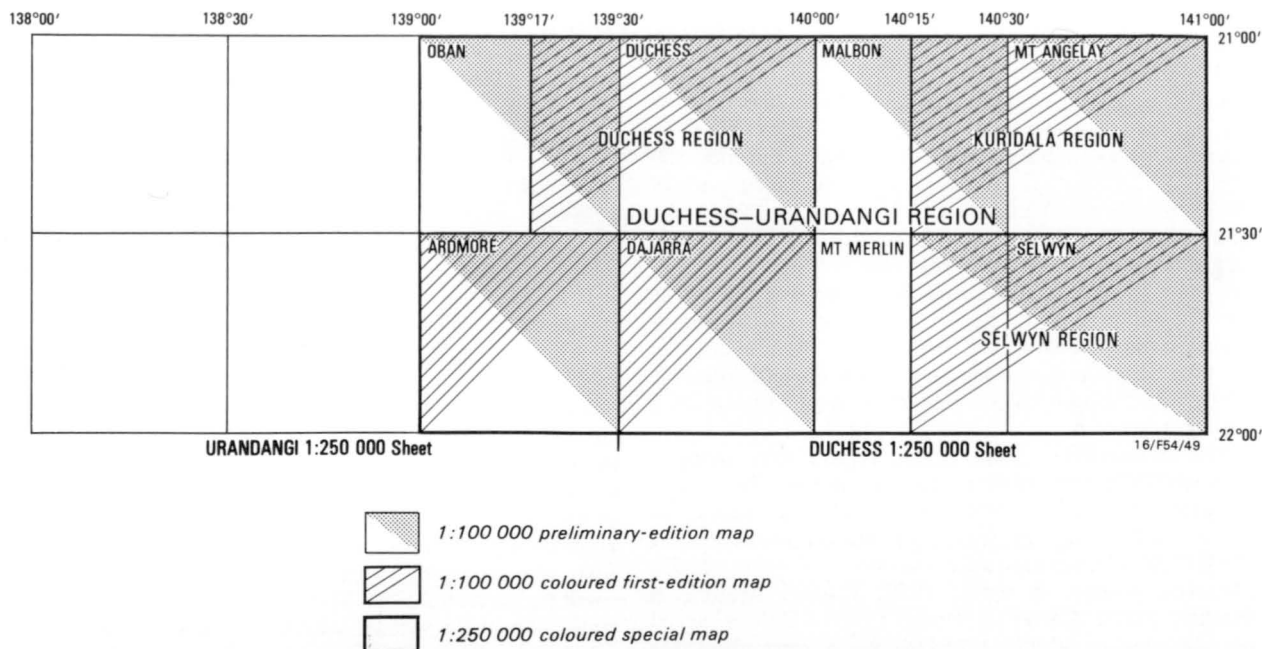 138°00′ 138°30′ 139°00′ 139°17′ 139°30′ 140°00′ 140°15′ 140°30′ 141°00′
21°00′
OBAN DUCHESS MALBON MT ANGELAY
DUCHESS REGION KURIDALA REGION
DUCHESS–URANDANGI REGION
21°30′
ARDMORE DAJARRA MT MERLIN SELWYN
SELWYN REGION
22°00′
URANDANGI 1:250 000 Sheet DUCHESS 1:250 000 Sheet 16/F54/49
1:100 000 preliminary-edition map
1:100 000 coloured first-edition map
1:250 000 coloured special map